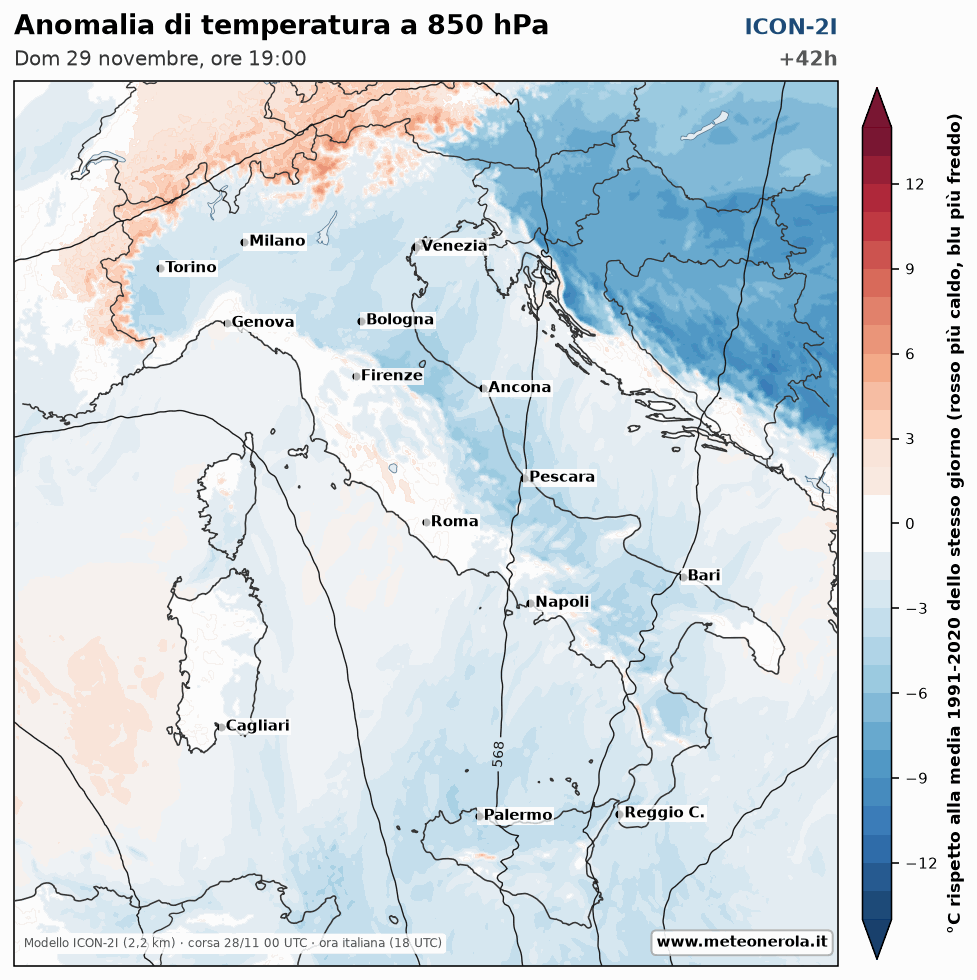 Anomalia di temperatura a 850 hPa
ICON-2I
Dom 29 novembre, ore 19:00
+42h
Milano
Venezia
Torino
Genova
Bologna
Firenze
Ancona
Pescara
Roma
Bari
Napoli
Cagliari
568
Palermo
Reggio C.
12
9
6
3
0
−3
−6
−9
−12
°C rispetto alla media 1991-2020 dello stesso giorno (rosso più caldo, blu più freddo)
Modello ICON-2I (2,2 km) · corsa 28/11 00 UTC · ora italiana (18 UTC)
www.meteonerola.it